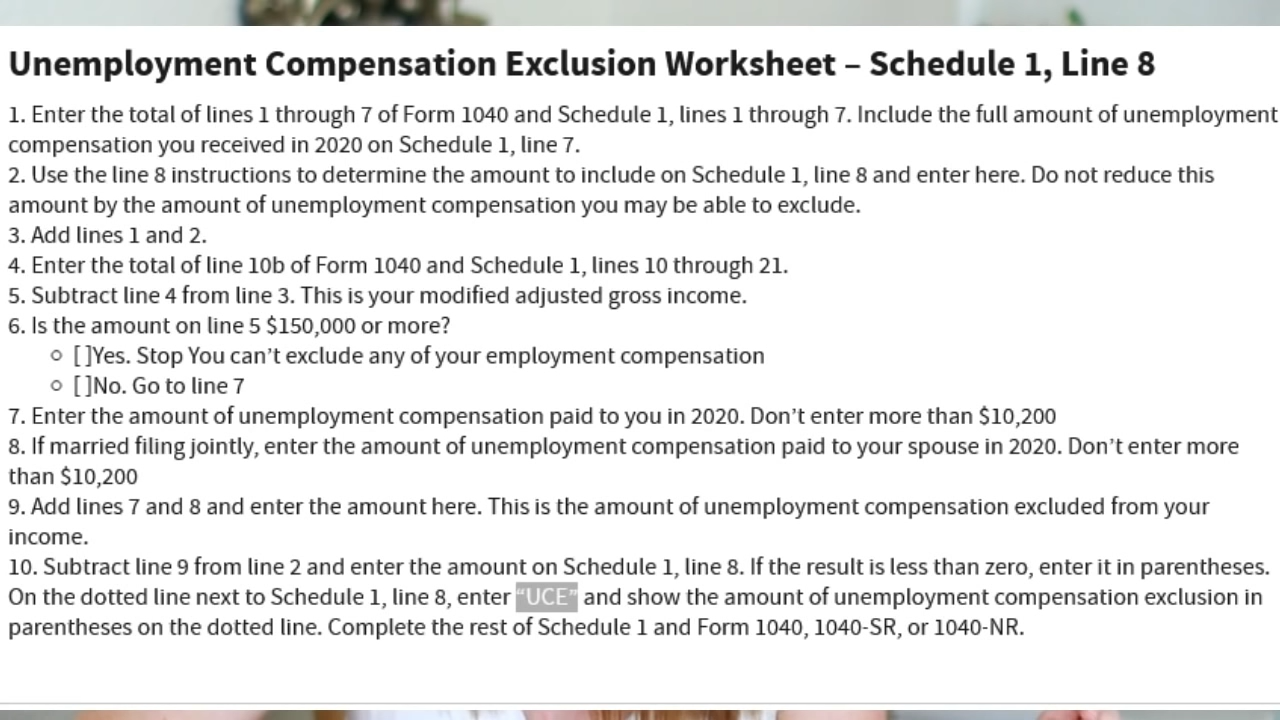 Unemployment Compensation Exclusion Worksheet – Schedule 1, Line 8
1. Enter the total of lines 1 through 7 of Form 1040 and Schedule 1, lines 1 through 7. Include the full amount of unemployment
compensation you received in 2020 on Schedule 1, line 7.
2. Use the line 8 instructions to determine the amount to include on Schedule 1, line 8 and enter here. Do not reduce this
amount by the amount of unemployment compensation you may be able to exclude.
3. Add lines 1 and 2.
4. Enter the total of line 10b of Form 1040 and Schedule 1, lines 10 through 21.
5. Subtract line 4 from line 3. This is your modified adjusted gross income.
6. Is the amount on line 5 $150,000 or more?
○ [ ]Yes. Stop You can’t exclude any of your employment compensation
○ [ ]No. Go to line 7
7. Enter the amount of unemployment compensation paid to you in 2020. Don’t enter more than $10,200
8. If married filing jointly, enter the amount of unemployment compensation paid to your spouse in 2020. Don’t enter more
than $10,200
9. Add lines 7 and 8 and enter the amount here. This is the amount of unemployment compensation excluded from your
income.
10. Subtract line 9 from line 2 and enter the amount on Schedule 1, line 8. If the result is less than zero, enter it in parentheses.
On the dotted line next to Schedule 1, line 8, enter “UCE” and show the amount of unemployment compensation exclusion in
parentheses on the dotted line. Complete the rest of Schedule 1 and Form 1040, 1040-SR, or 1040-NR.